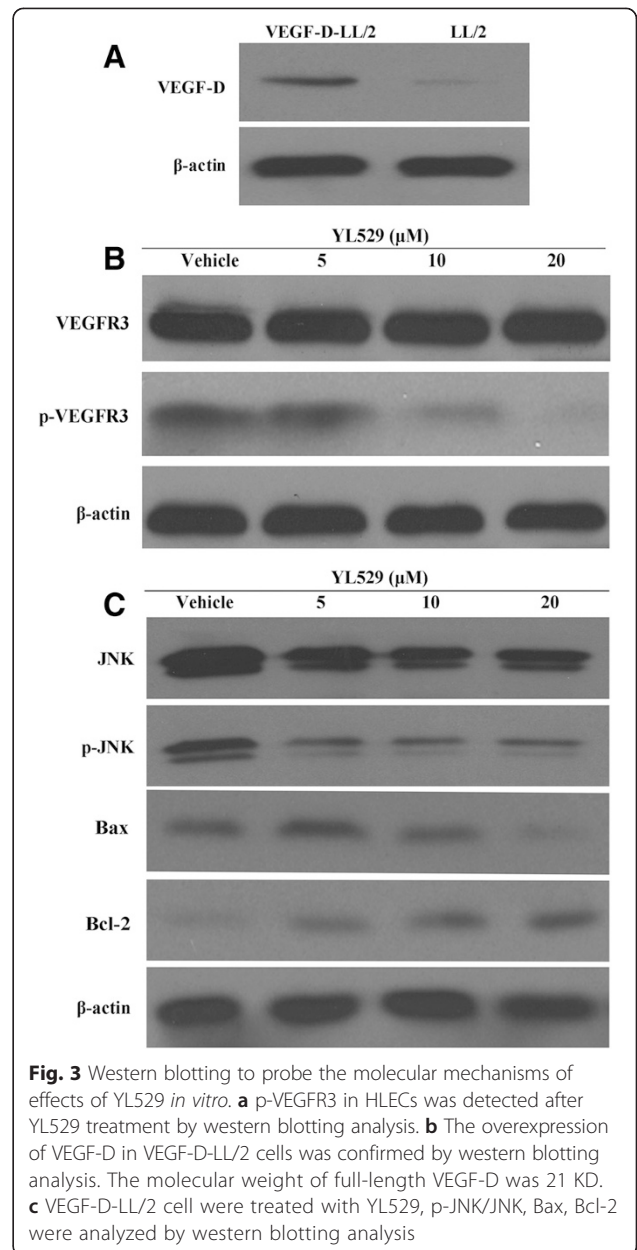 A
VEGF-D-LL/2 LL/2
VEGF-D
β-actin
YL529 (µM)
B
Vehicle 5 10 20
VEGFR3
p-VEGFR3
β-actin
YL529 (µM)
C
Vehicle 5 10 20
JNK
p-JNK
Bax
Bcl-2
β-actin
Fig. 3 Western blotting to probe the molecular mechanisms of
effects of YL529 in vitro. a p-VEGFR3 in HLECs was detected after
YL529 treatment by western blotting analysis. b The overexpression
of VEGF-D in VEGF-D-LL/2 cells was confirmed by western blotting
analysis. The molecular weight of full-length VEGF-D was 21 KD.
c VEGF-D-LL/2 cell were treated with YL529, p-JNK/JNK, Bax, Bcl-2
were analyzed by western blotting analysis